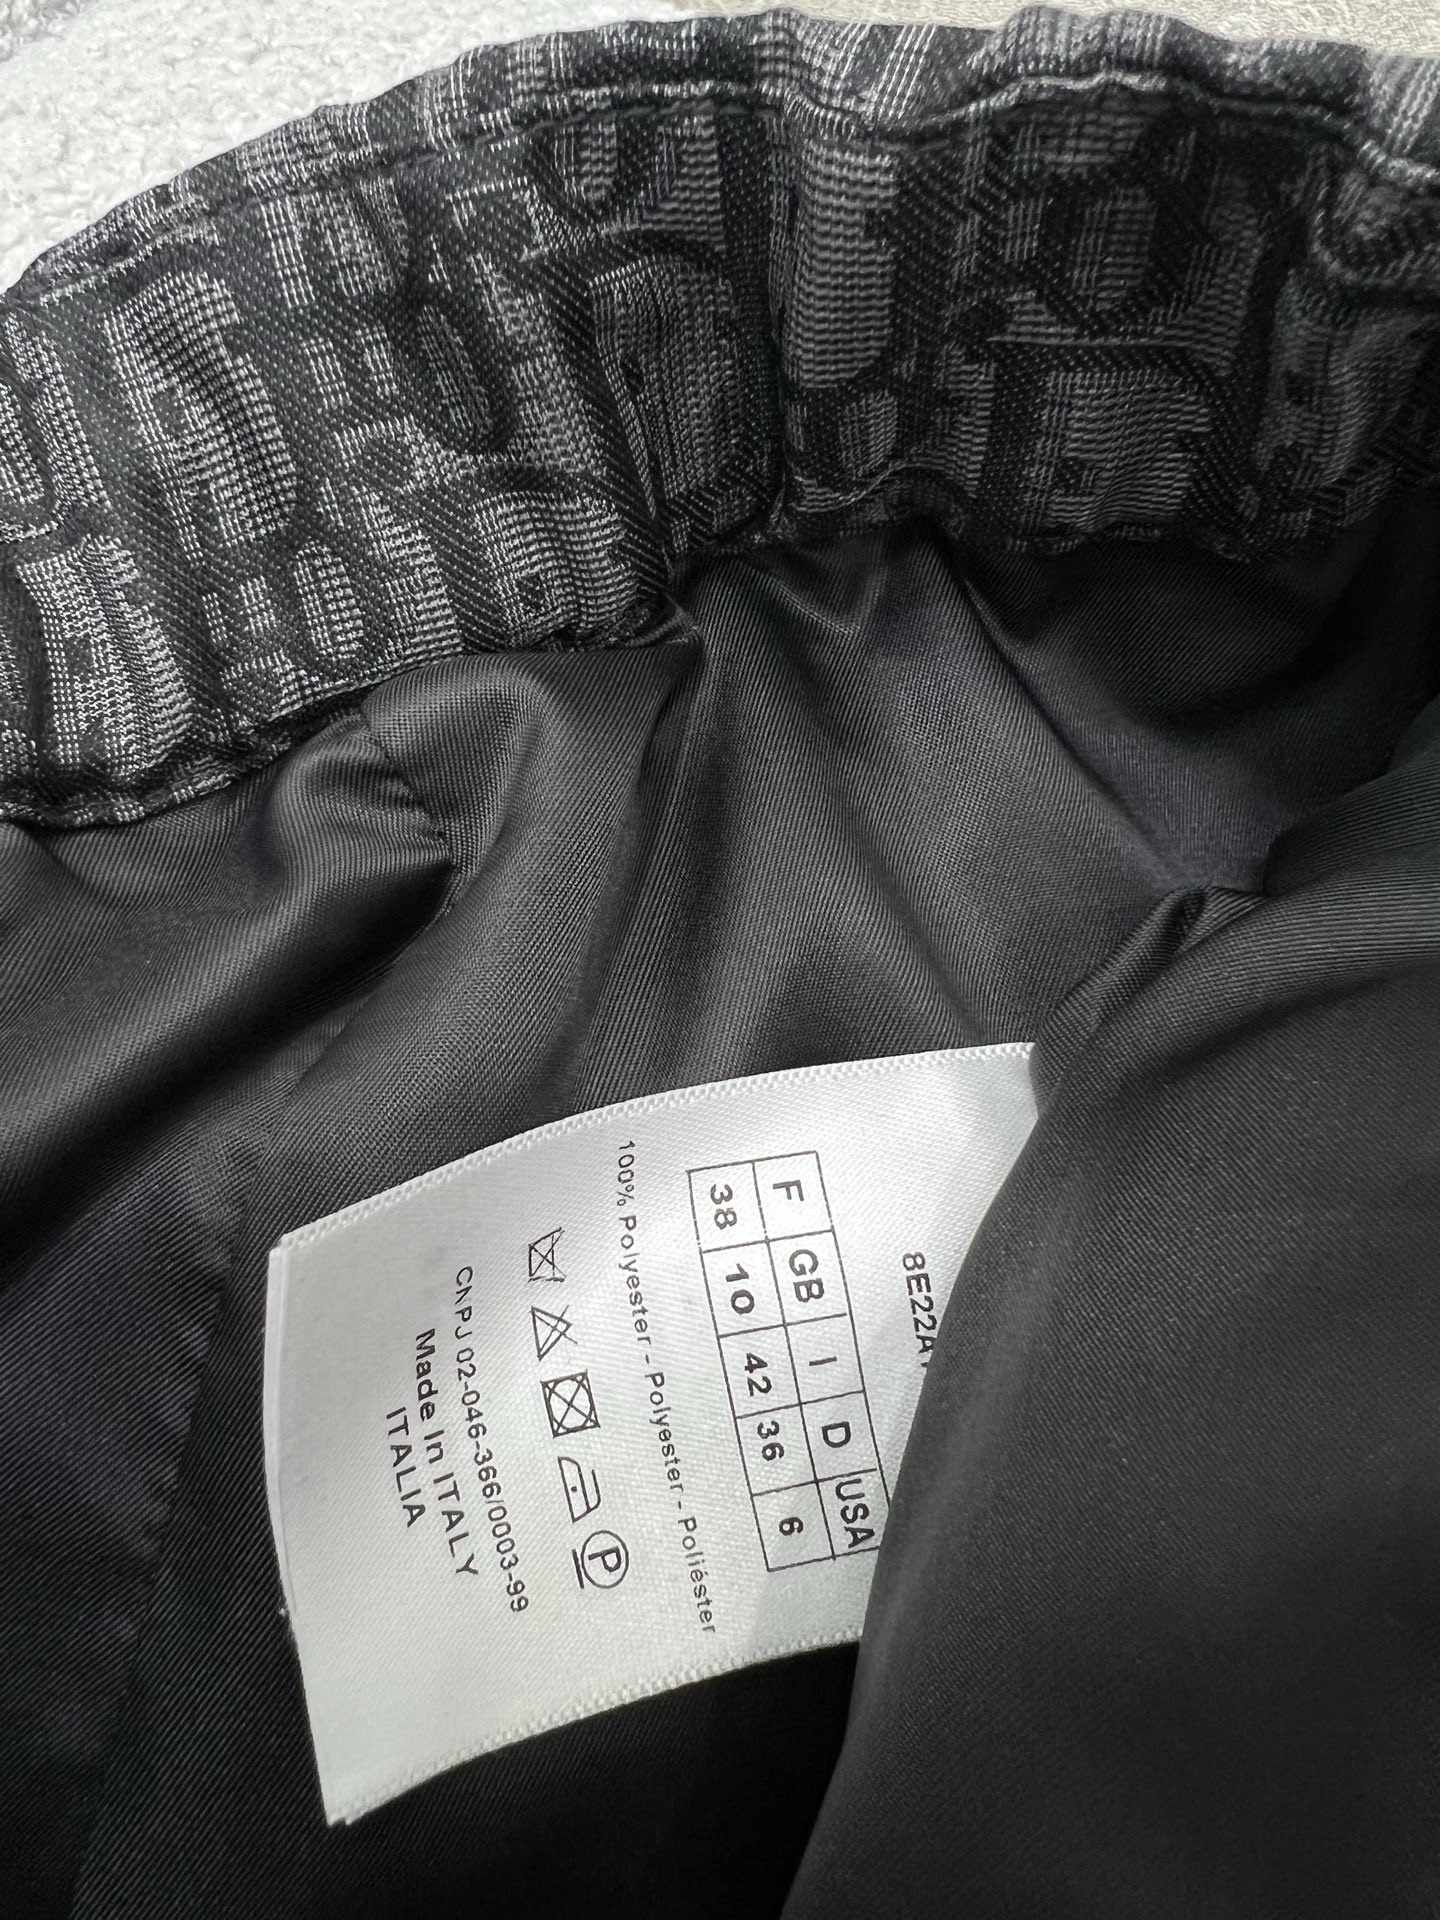 8E22A
F GB I D USA
38 10 42 36 6
100% Polyester - Polyester - Poliéster
P
CNPJ 02-046-366/0003-99
Made In ITALY
ITALIA